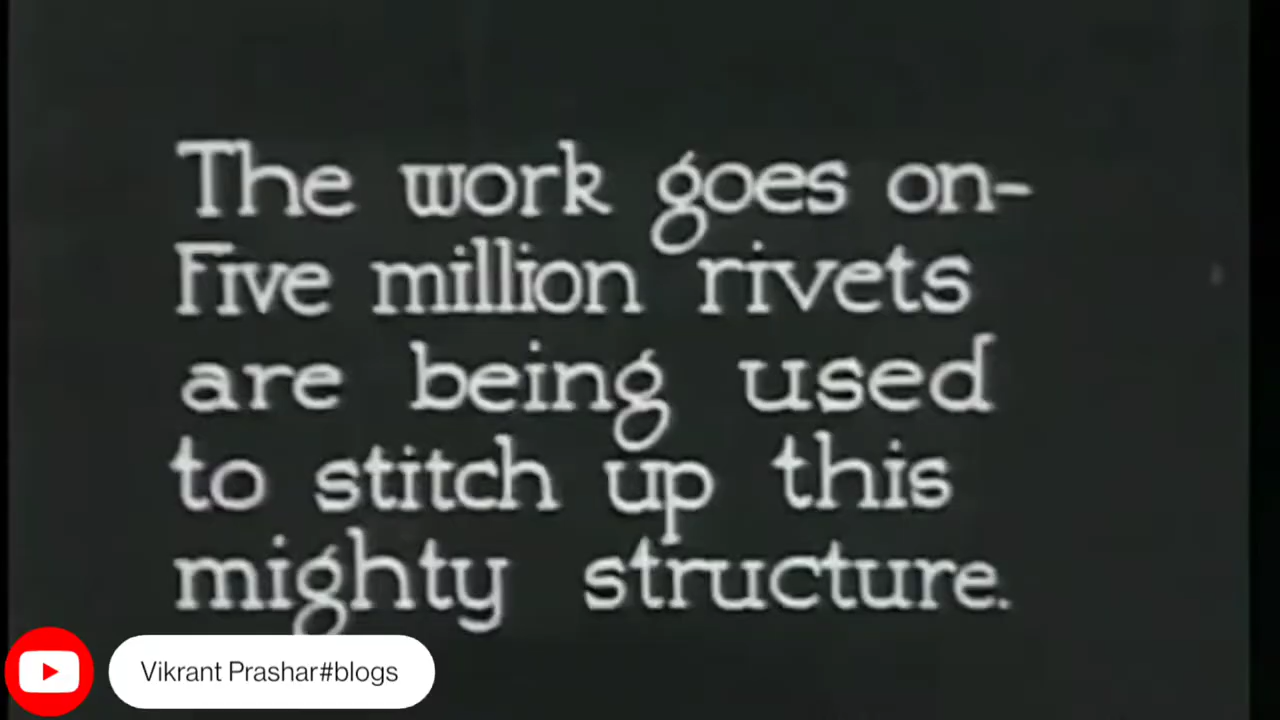 The work goes on-
Five million rivets
are being used
to stitch up this
mighty structure.
Vikrant Prashar#blogs